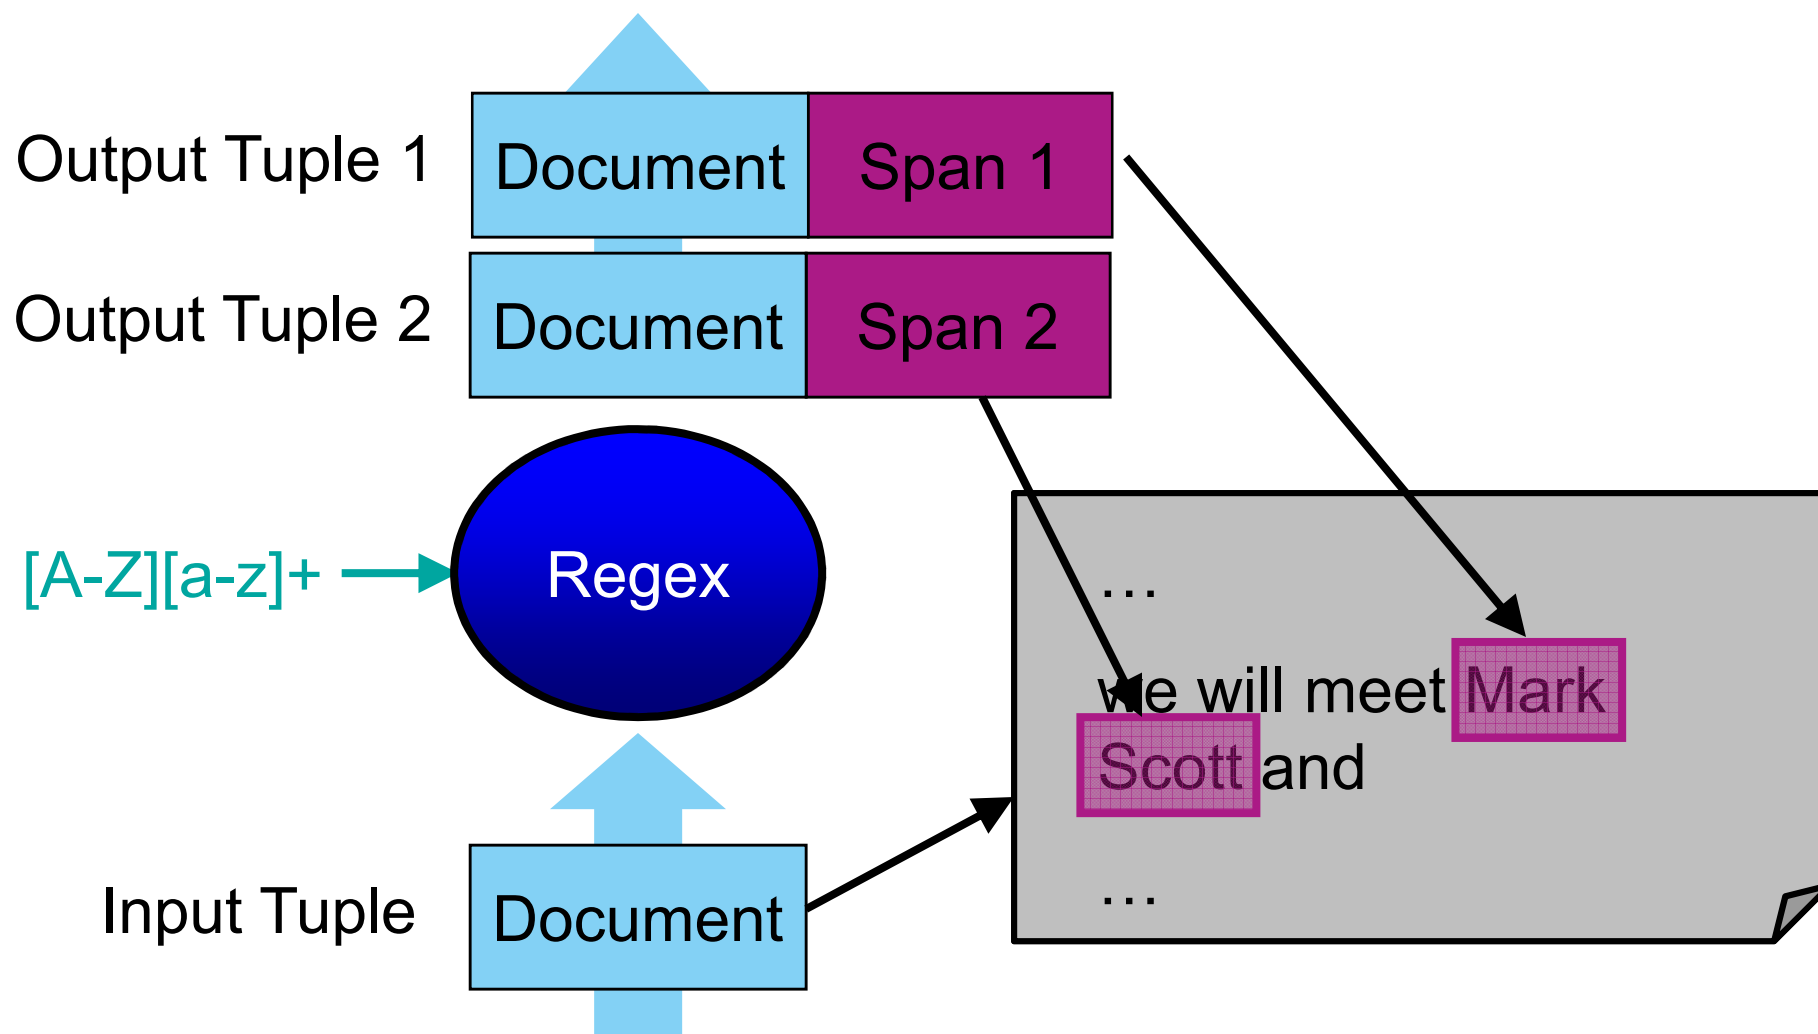 Output Tuple 1 Document Span 1
Output Tuple 2 Document Span 2
[A-Z][a-z]+ Regex
…
we will meet Mark
Scott and
…
Input Tuple Document